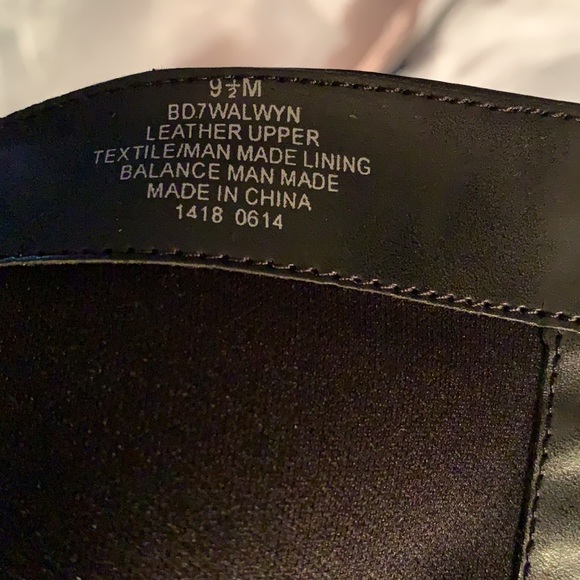 9½M
BD7WALWYN
LEATHER UPPER
TEXTILE/MAN MADE LINING
BALANCE MAN MADE
MADE IN CHINA
1418 0614